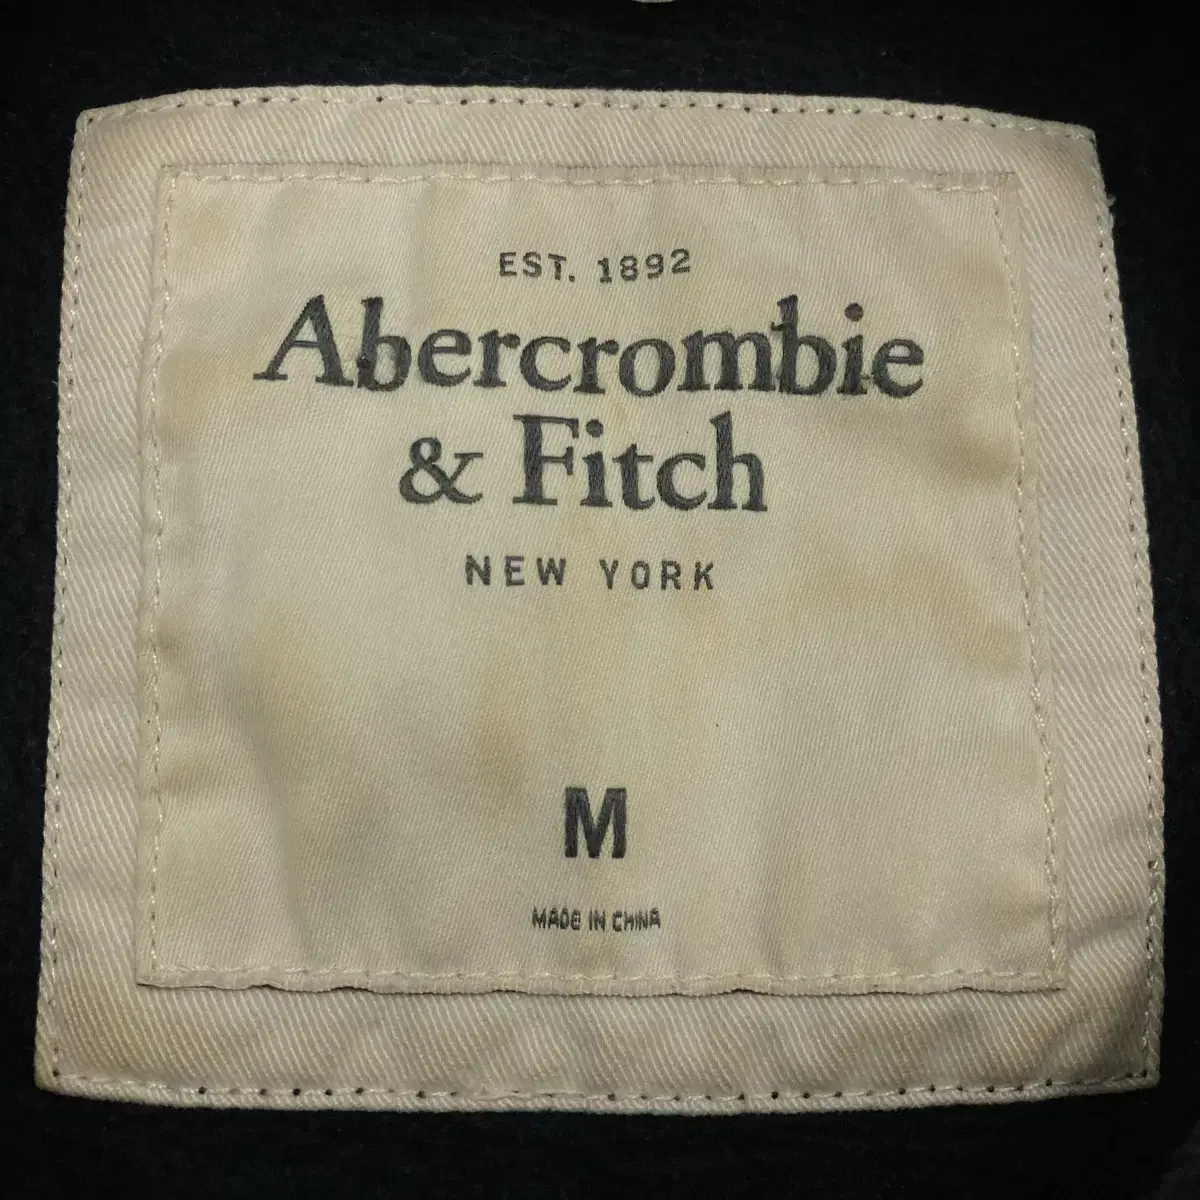 EST. 1892
Abercrombie
& Fitch
NEW YORK
M
MADE IN CHINA